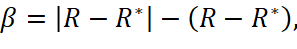 β = |R − R*| − (R − R*),